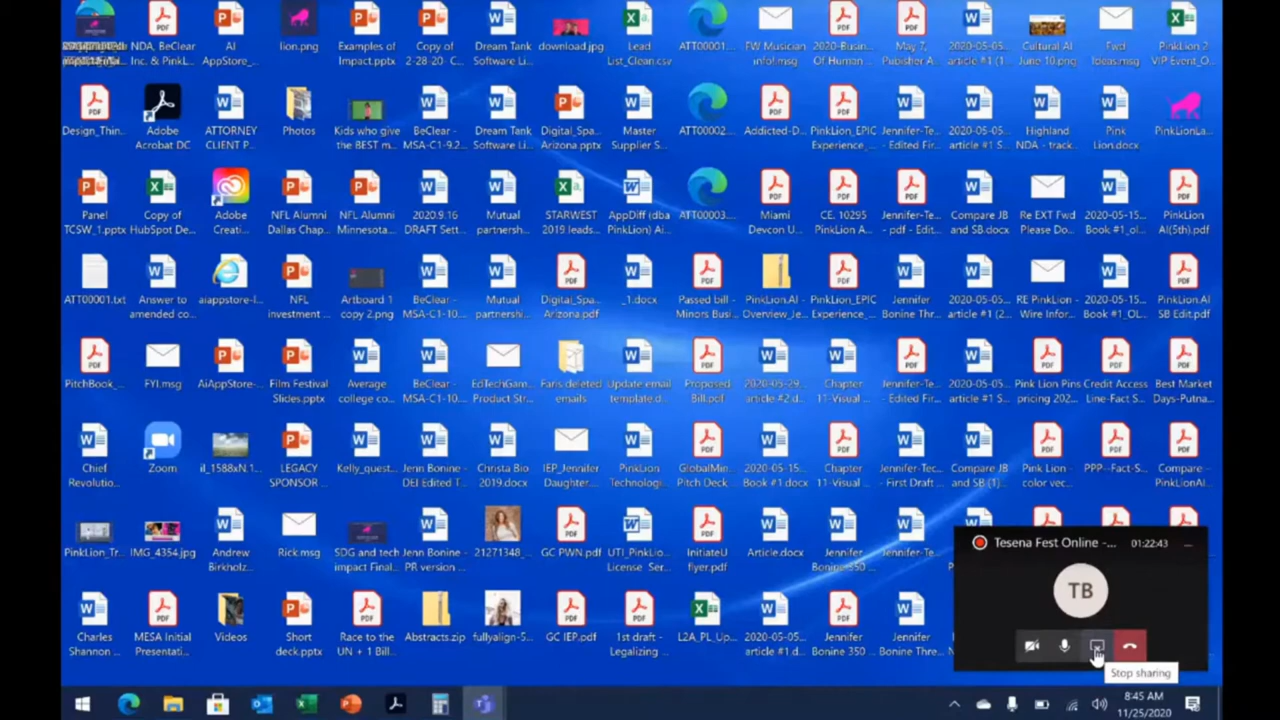 NDA, BeClear
Inc. & PinkL...
AI
AppStore_...
lion.png
Examples of
Impact.pptx
Copy of
2-28-20- C...
Dream Tank
Software Li...
download.jpg
Lead
List_Clean.csv
ATT00001...
FW Musician
info!.msg
2020-Busin...
Of Human ...
May 7,
Pubisher A...
2020-05-05...
article #1 (...
Cultural AI
June 10.png
Fwd
Ideas.msg
PinkLion 2
VIP Event_O...
Design_Thin...
Adobe
Acrobat DC
ATTORNEY
CLIENT P...
Photos
Kids who give
the BEST m...
BeClear -
MSA-C1-9.2...
Dream Tank
Software Li...
Digital_Spa...
Arizona.pptx
Master
Supplier S...
ATT00002...
Addicted-D...
PinkLion_EPIC
Experience_...
Jennifer-Te...
- Edited Fir...
2020-05-05...
article #1 S...
Highland
NDA - track...
Pink
Lion.docx
PinkLionLa...
Panel
TCSW_1.pptx
Copy of
HubSpot De...
Adobe
Creati...
NFL Alumni
Dallas Chap...
NFL Alumni
Minnesota...
2020.9.16
DRAFT Sett...
Mutual
partnersh...
STARWEST
2019 leads...
AppDiff (dba
PinkLion) Ai...
ATT00003...
Miami
Devcon U...
CE. 10295
PinkLion A...
Jennifer-Te...
- pdf - Edit...
Compare JB
and SB.docx
Re EXT Fwd
Please Do...
2020-05-15...
Book #1_ol...
PinkLion
AI(5th).pdf
ATT00001.txt
Answer to
amended co...
aiappstore-l...
NFL
investment ...
Artboard 1
copy 2.png
BeClear -
MSA-C1-10...
Mutual
partnershi...
Digital_Spa...
Arizona.pdf
_1.docx
Passed bill -
Minors Busi...
PinkLion.AI -
Overview_Je...
PinkLion_EPIC
Experience_...
Jennifer
Bonine Thr...
2020-05-05...
article #1 (2...
RE PinkLion -
Wire Infor...
2020-05-15...
Book #1_OL...
PinkLion.AI
SB Edit.pdf
PitchBook_...
FYI.msg
AiAppStore-...
Film Festival
Slides.pptx
Average
college co...
BeClear -
MSA-C1-10...
EdTechGam...
Product Str...
Faris deleted
emails
Update email
template.d...
Proposed
Bill.pdf
2020-05-29...
article #2.d...
Chapter
11-Visual ...
Jennifer-Te...
- Edited Fir...
2020-05-05...
article #1 S...
Pink Lion Pins
pricing 202...
Credit Access
Line-Fact S...
Best Market
Days-Putna...
Chief
Revolutio...
Zoom
il_1588xN.1...
LEGACY
SPONSOR ...
Kelly_quest...
Jenn Bonine -
DEI Edited T...
Christa Bio
2019.docx
IEP_Jennifer
Daughter...
PinkLion
Technologi...
GlobalMin...
Pitch Deck ...
2020-05-15...
Book #1.docx
Chapter
11-Visual ...
Jennifer-Tec...
- First Draft ...
Compare JB
and SB (1)...
Pink Lion -
color vec...
PPP--Fact-S...
Compare -
PinkLionAI...
PinkLion_Tr...
IMG_4354.jpg
Andrew
Birkholz...
Rick.msg
SDG and tech
impact Final...
Jenn Bonine -
PR version ...
21271348_...
GC PWN.pdf
UTI_PinkLio...
License Ser...
InitiateU
flyer.pdf
Article.docx
Jennifer
Bonine 350 ...
Jennifer-Te...
Charles
Shannon ...
MESA Initial
Presentati...
Videos
Short
deck.pptx
Race to the
UN + 1 Bill...
Abstracts.zip
fullyalign-5...
GC IEP.pdf
1st draft -
Legalizing ...
L2A_PL_Up...
2020-05-05...
article #1.d...
Jennifer
Bonine 350 ...
Jennifer
Bonine Thre...
Tesena Fest Online -...
01:22:43
TB
Stop sharing
8:45 AM
11/25/2020